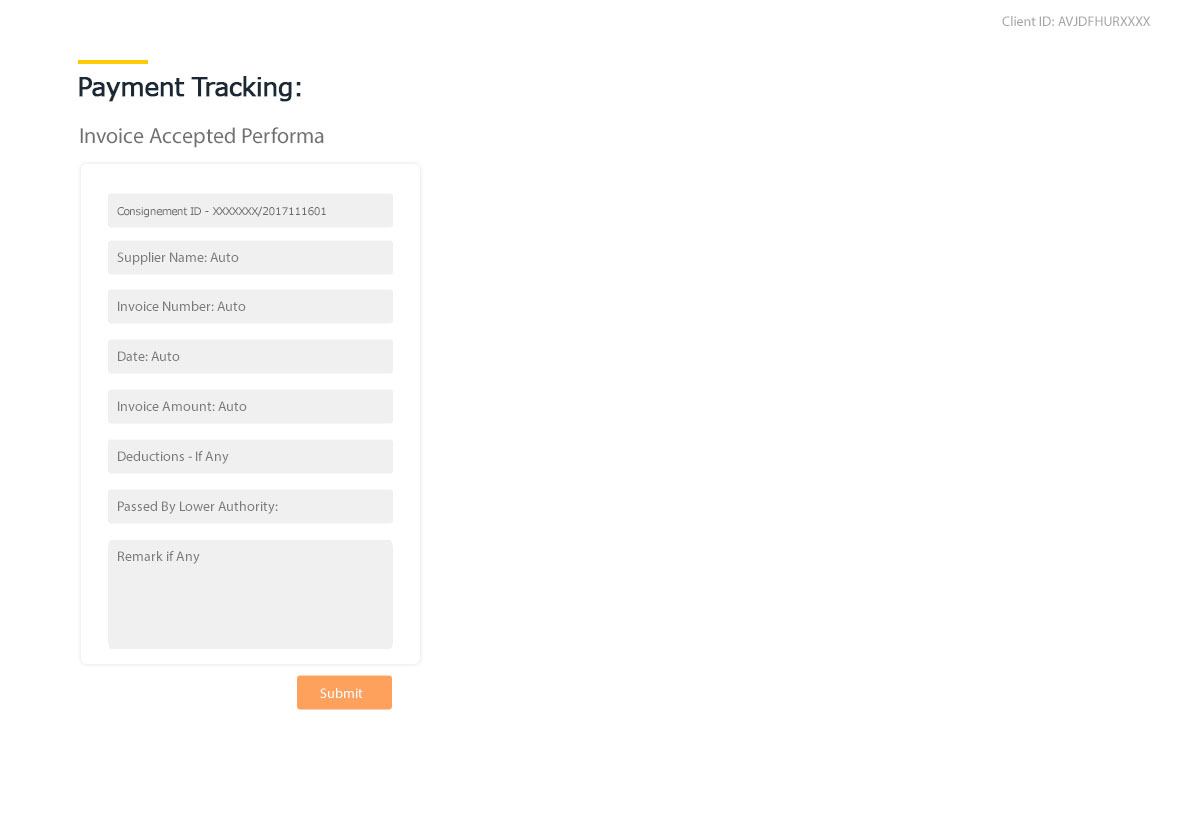 Client ID: AVJDFHURXXXX
Payment Tracking:
Invoice Accepted Performa
Consignement ID - XXXXXXX/2017111601
Supplier Name: Auto
Invoice Number: Auto
Date: Auto
Invoice Amount: Auto
Deductions - If Any
Passed By Lower Authority:
Remark if Any
Submit